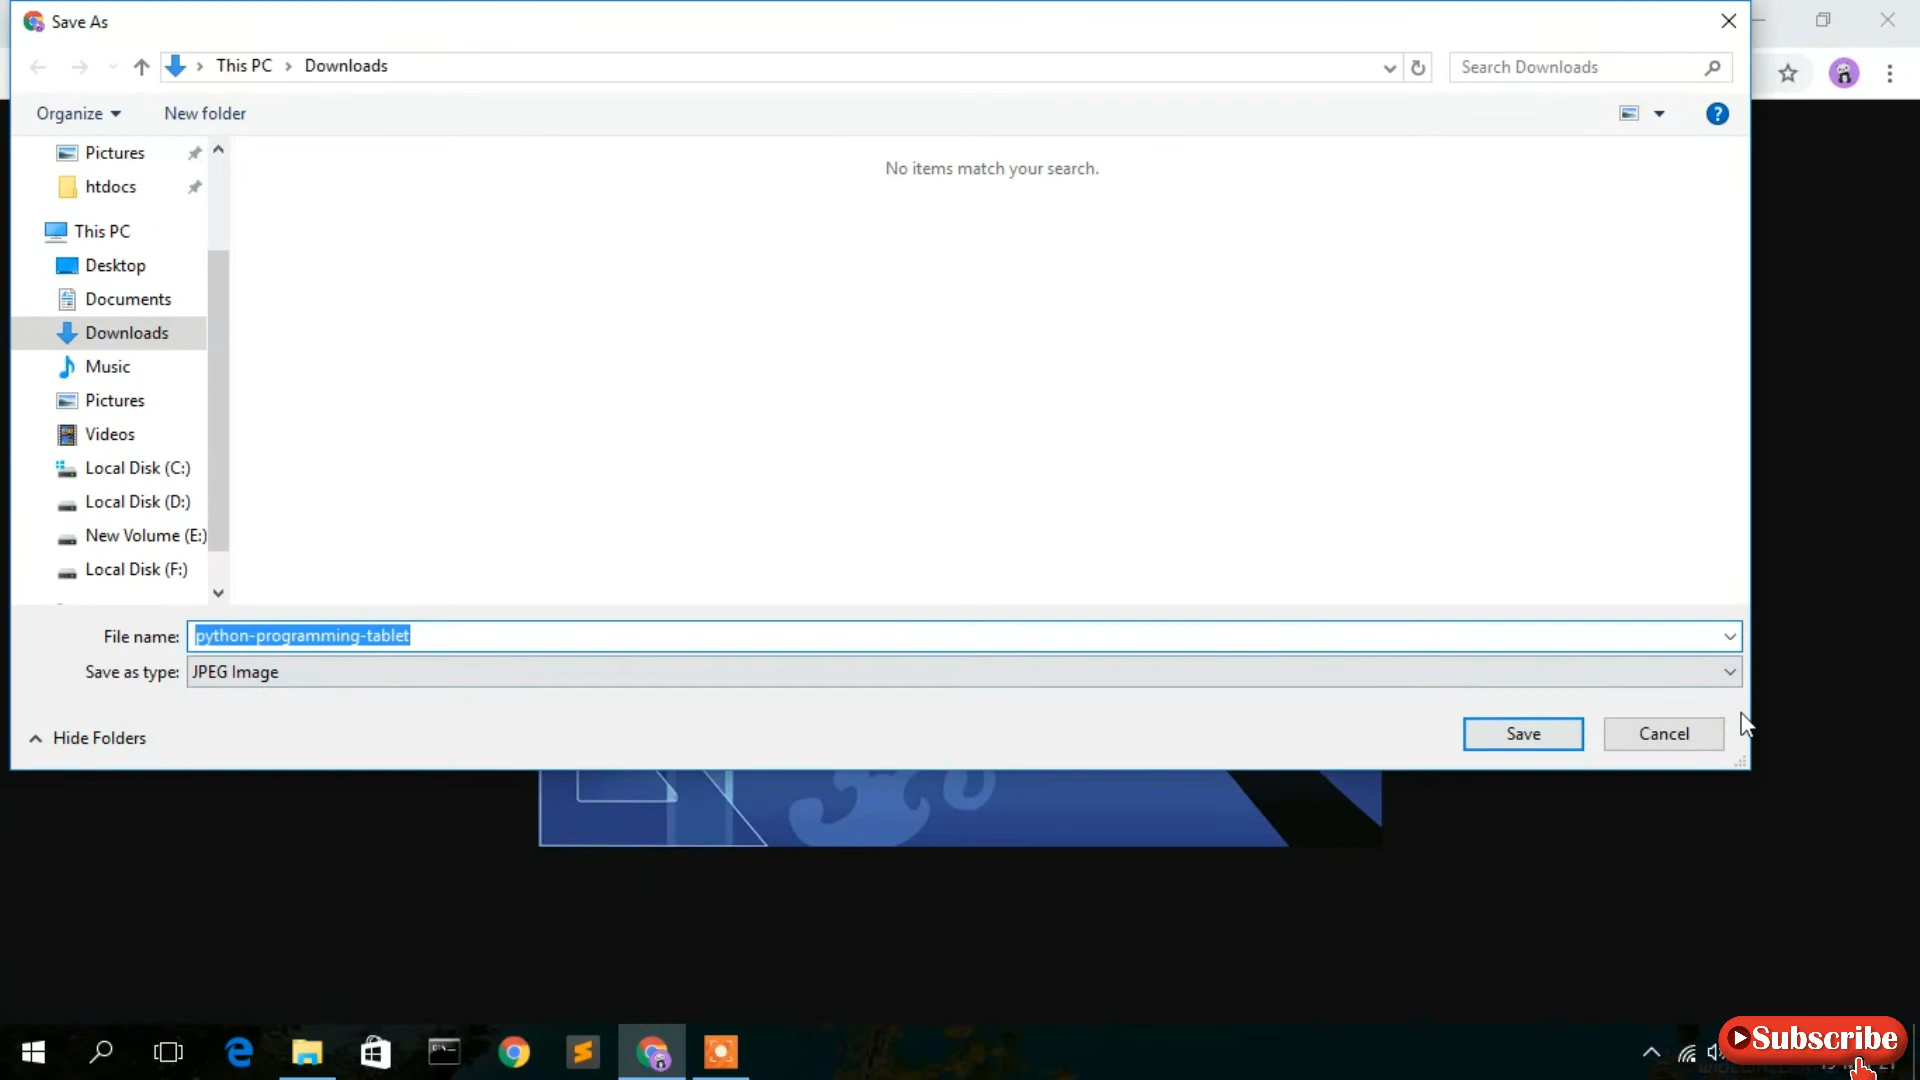 Save As
This PC > Downloads
Search Downloads
Organize
New folder
Pictures
htdocs
This PC
Desktop
Documents
Downloads
Music
Pictures
Videos
Local Disk (C:)
Local Disk (D:)
New Volume (E:)
Local Disk (F:)
No items match your search.
File name: python-programming-tablet
Save as type: JPEG Image
Hide Folders
Save
Cancel
Subscribe